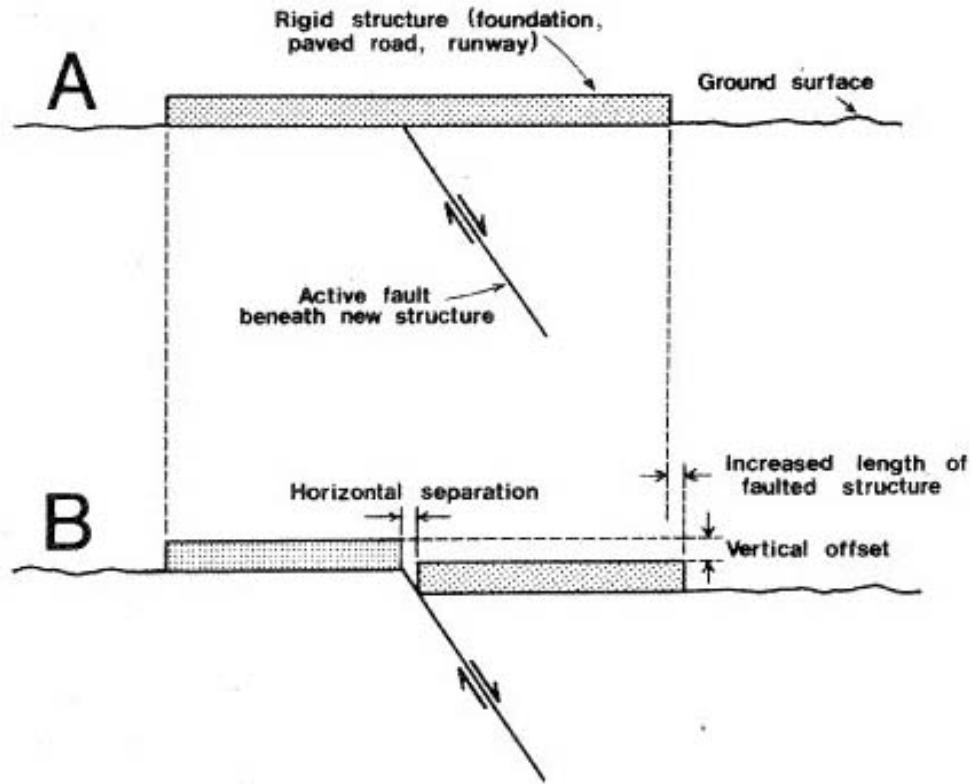 A
Rigid structure (foundation,
paved road, runway)
Ground surface
Active fault
beneath new structure
B
Horizontal separation
Increased length of
faulted structure
Vertical offset